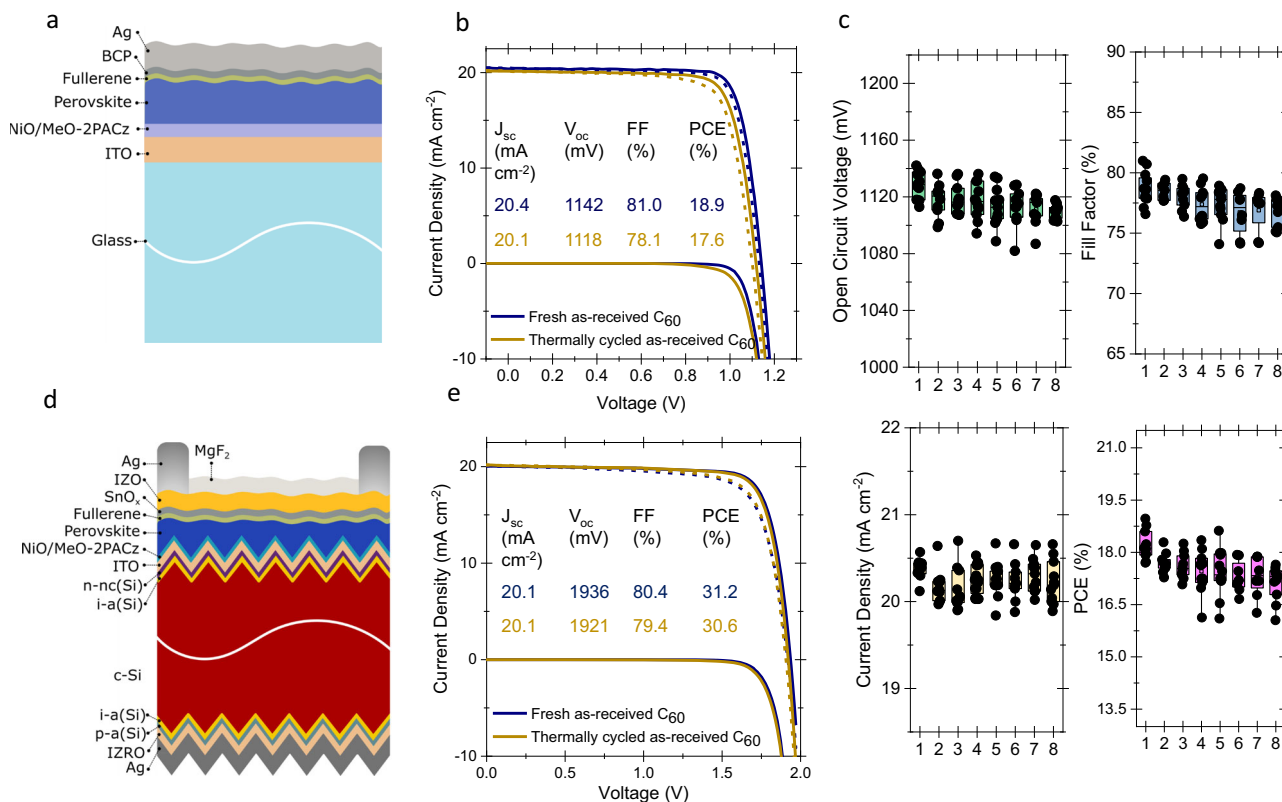 a
Ag
BCP
Fullerene
Perovskite
NiO/MeO-2PACz
ITO
Glass
b
Current Density (mA cm⁻²)
20
10
0
-10
J_sc V_oc FF PCE
(mA (mV) (%) (%)
cm⁻²)
20.4 1142 81.0 18.9
20.1 1118 78.1 17.6
Fresh as-received C₆₀
Thermally cycled as-received C₆₀
0.0 0.2 0.4 0.6 0.8 1.0 1.2
Voltage (V)
c
Open Circuit Voltage (mV)
1200
1160
1120
1080
1040
1000
1 2 3 4 5 6 7 8
Fill Factor (%)
90
85
80
75
70
65
1 2 3 4 5 6 7 8
Current Density (mA cm⁻²)
22
21
20
19
1 2 3 4 5 6 7 8
PCE (%)
21.0
19.5
18.0
16.5
15.0
13.5
1 2 3 4 5 6 7 8
d
Ag
MgF₂
IZO
SnOₓ
Fullerene
Perovskite
NiO/MeO-2PACz
ITO
n-nc(Si)
i-a(Si)
c-Si
i-a(Si)
p-a(Si)
IZRO
Ag
e
Current Density (mA cm⁻²)
20
10
0
-10
J_sc V_oc FF PCE
(mA (mV) (%) (%)
cm⁻²)
20.1 1936 80.4 31.2
20.1 1921 79.4 30.6
Fresh as-received C₆₀
Thermally cycled as-received C₆₀
0.0 0.5 1.0 1.5 2.0
Voltage (V)